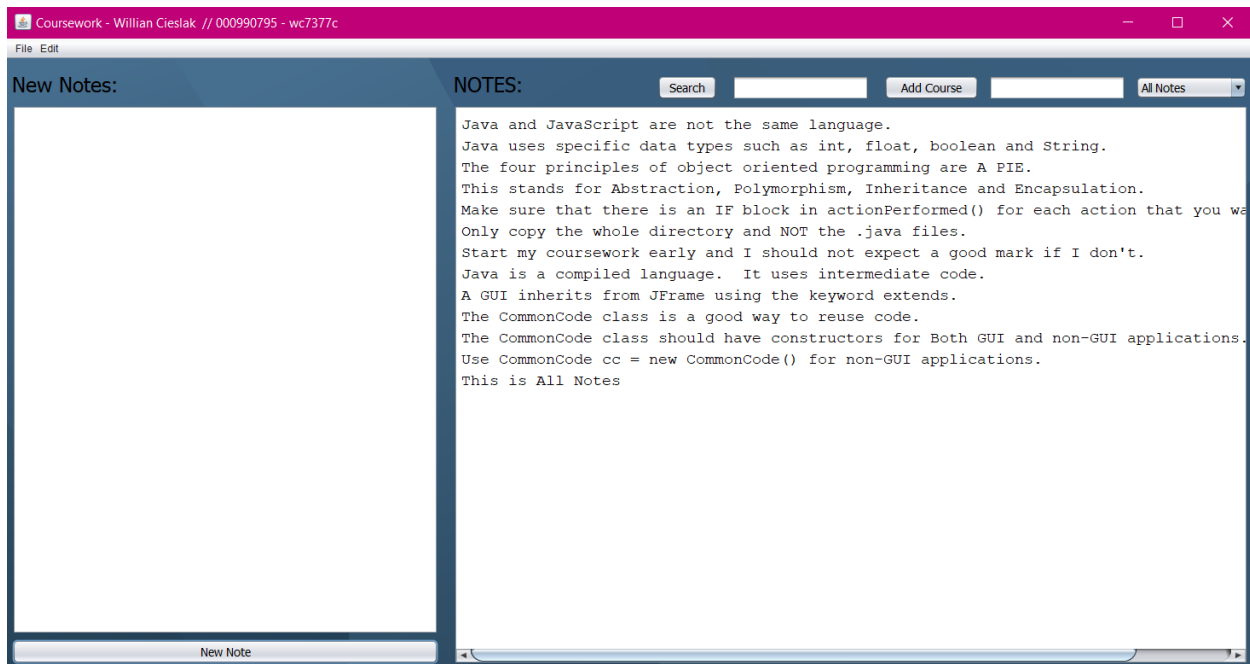 Coursework - Willian Cieslak // 000990795 - wc7377c
File Edit
New Notes:
NOTES: Search Add Course All Notes
Java and JavaScript are not the same language.
Java uses specific data types such as int, float, boolean and String.
The four principles of object oriented programming are A PIE.
This stands for Abstraction, Polymorphism, Inheritance and Encapsulation.
Make sure that there is an IF block in actionPerformed() for each action that you wa
Only copy the whole directory and NOT the .java files.
Start my coursework early and I should not expect a good mark if I don't.
Java is a compiled language.  It uses intermediate code.
A GUI inherits from JFrame using the keyword extends.
The CommonCode class is a good way to reuse code.
The CommonCode class should have constructors for Both GUI and non-GUI applications.
Use CommonCode cc = new CommonCode() for non-GUI applications.
This is All Notes
New Note